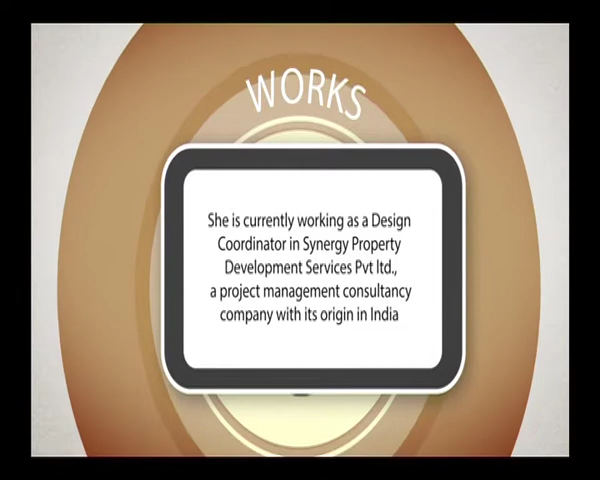 WORKS
She is currently working as a Design
Coordinator in Synergy Property
Development Services Pvt ltd.,
a project management consultancy
company with its origin in India